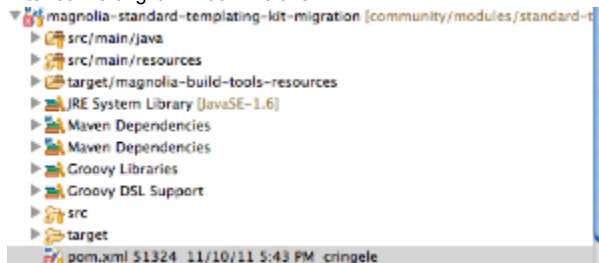 magnolia-standard-templating-kit-migration [community/modules/standard-t
src/main/java
src/main/resources
target/magnolia-build-tools-resources
JRE System Library [JavaSE-1.6]
Maven Dependencies
Maven Dependencies
Groovy Libraries
Groovy DSL Support
src
target
pom.xml 51324 11/10/11 5:43 PM cringele